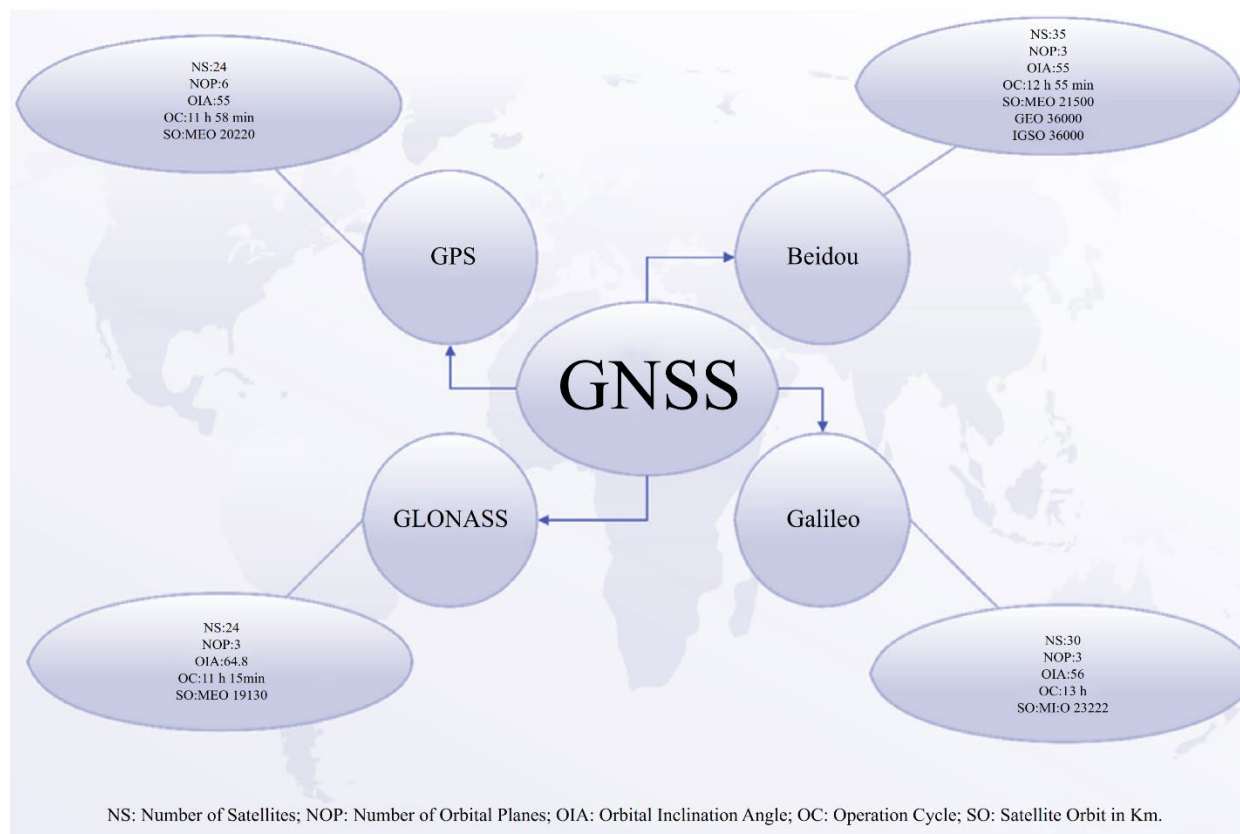 NS:24
NOP:6
OIA:55
OC:11 h 58 min
SO:MEO 20220
NS:35
NOP:3
OIA:55
OC:12 h 55 min
SO:MEO 21500
GEO 36000
IGSO 36000
GPS
Beidou
GNSS
GLONASS
Galileo
NS:24
NOP:3
OIA:64.8
OC:11 h 15min
SO:MEO 19130
NS:30
NOP:3
OIA:56
OC:13 h
SO:MI:O 23222
NS: Number of Satellites; NOP: Number of Orbital Planes; OIA: Orbital Inclination Angle; OC: Operation Cycle; SO: Satellite Orbit in Km.